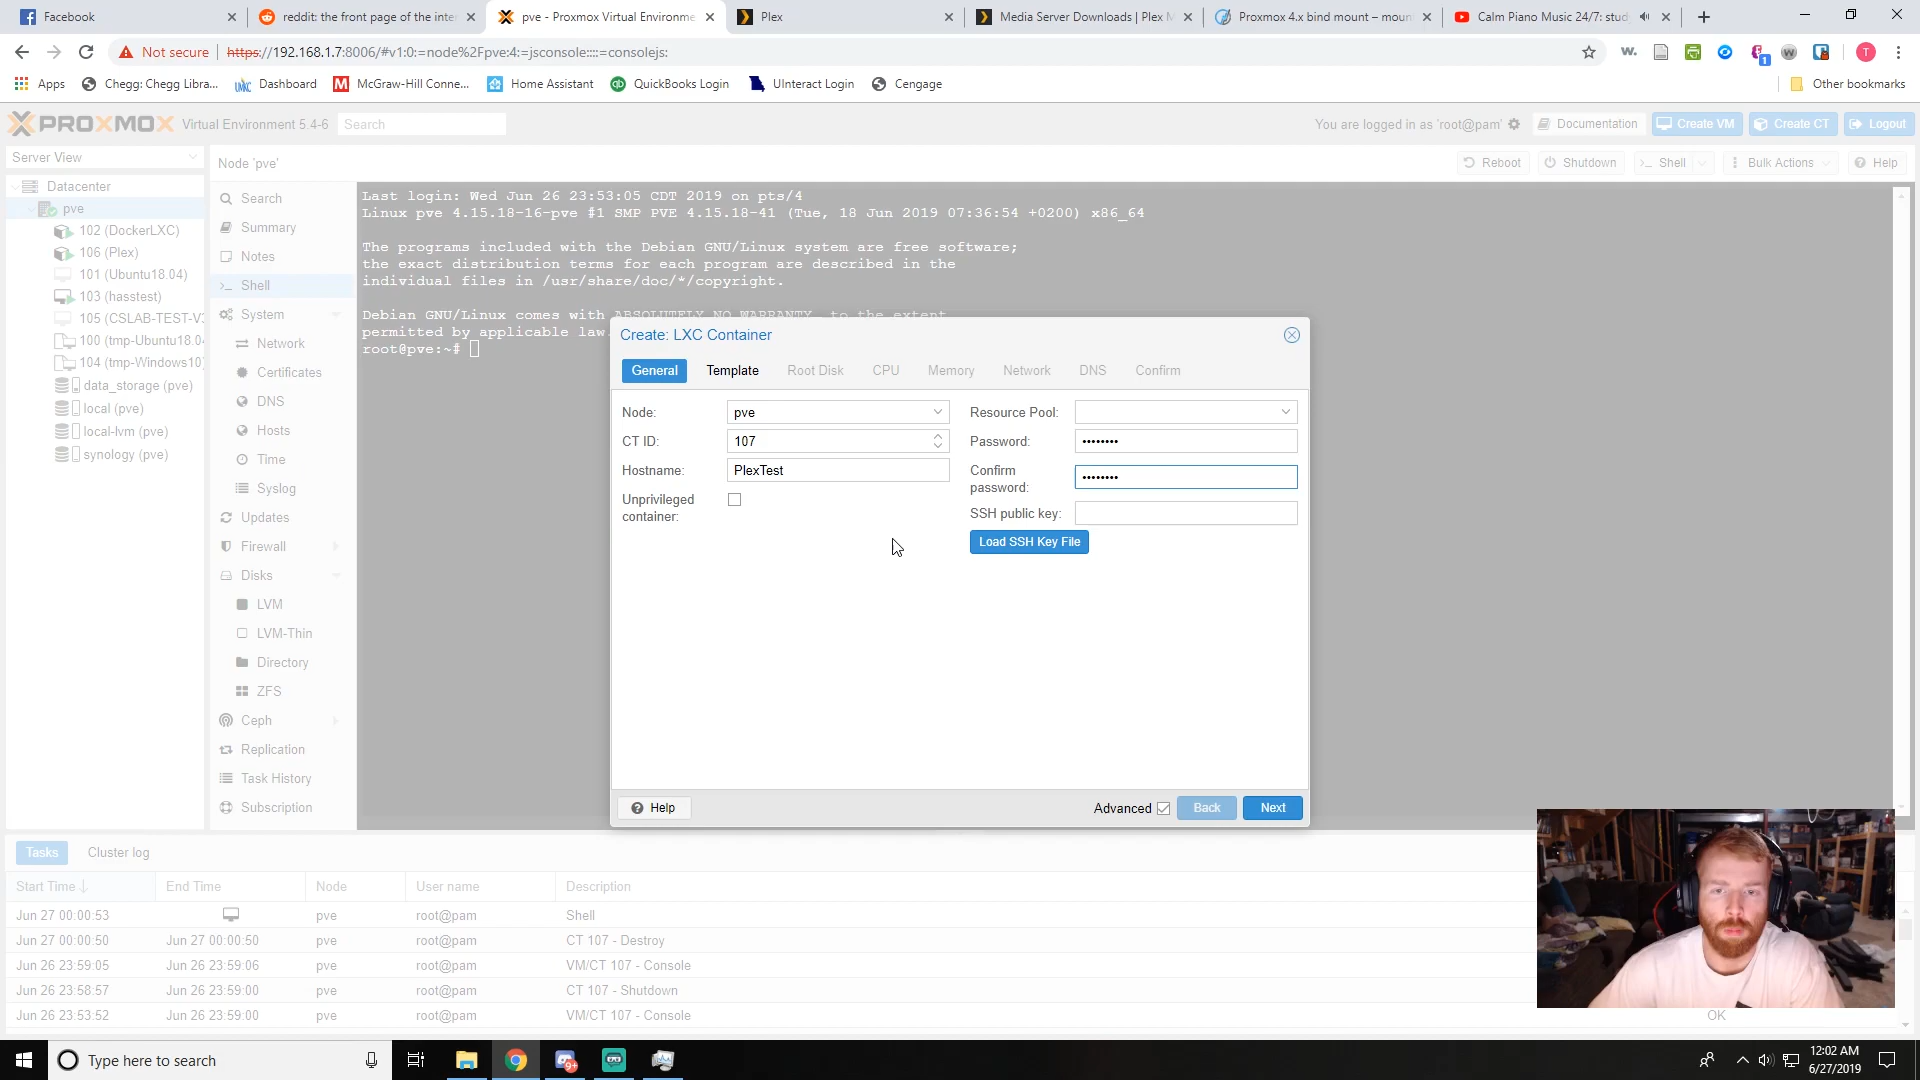 Facebook
reddit: the front page of the inte
pve - Proxmox Virtual Environme
Plex
Media Server Downloads | Plex M
Proxmox 4.x bind mount – moun
Calm Piano Music 24/7: stud
Not secure
https://192.168.1.7:8006/#v1:0:=node%2Fpve:4:=jsconsole::::=consolejs:
Apps
Chegg: Chegg Libra...
Dashboard
McGraw-Hill Conne...
Home Assistant
QuickBooks Login
UInteract Login
Cengage
Other bookmarks
PROXMOX
Virtual Environment 5.4-6
Search
You are logged in as 'root@pam'
Documentation
Create VM
Create CT
Logout
Server View
Node 'pve'
Reboot
Shutdown
Shell
Bulk Actions
Help
Datacenter
pve
102 (DockerLXC)
106 (Plex)
101 (Ubuntu18.04)
103 (hasstest)
105 (CSLAB-TEST-V
100 (tmp-Ubuntu18.0
104 (tmp-Windows10
data_storage (pve)
local (pve)
local-lvm (pve)
synology (pve)
Search
Summary
Notes
Shell
System
Network
Certificates
DNS
Hosts
Time
Syslog
Updates
Firewall
Disks
LVM
LVM-Thin
Directory
ZFS
Ceph
Replication
Task History
Subscription
Last login: Wed Jun 26 23:53:05 CDT 2019 on pts/4
Linux pve 4.15.18-16-pve #1 SMP PVE 4.15.18-41 (Tue, 18 Jun 2019 07:36:54 +0200) x86_64
The programs included with the Debian GNU/Linux system are free software;
the exact distribution terms for each program are described in the
individual files in /usr/share/doc/*/copyright.
Debian GNU/Linux comes with ABSOLUTELY NO WARRANTY, to the extent
permitted by applicable law.
root@pve:~#
Create: LXC Container
General
Template
Root Disk
CPU
Memory
Network
DNS
Confirm
Node:
pve
CT ID:
107
Hostname:
PlexTest
Unprivileged
container:
Resource Pool:
Password:
••••••••
Confirm
password:
••••••••
SSH public key:
Load SSH Key File
Help
Advanced
Back
Next
Tasks
Cluster log
Start Time
End Time
Node
User name
Description
Jun 27 00:00:53
pve
root@pam
Shell
Jun 27 00:00:50
Jun 27 00:00:50
pve
root@pam
CT 107 - Destroy
Jun 26 23:59:05
Jun 26 23:59:06
pve
root@pam
VM/CT 107 - Console
Jun 26 23:58:57
Jun 26 23:59:00
pve
root@pam
CT 107 - Shutdown
Jun 26 23:53:52
Jun 26 23:59:00
pve
root@pam
VM/CT 107 - Console
OK
Type here to search
12:02 AM
6/27/2019